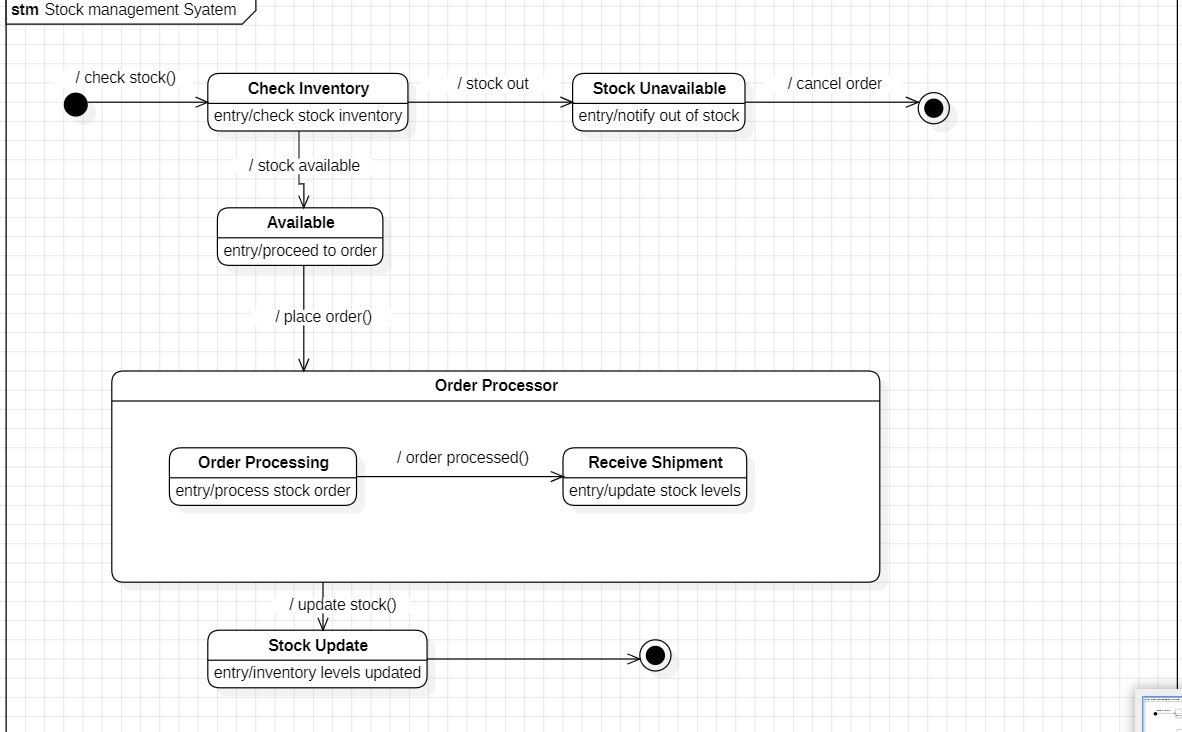 stm Stock management Syatem
/ check stock()
Check Inventory
entry/check stock inventory
/ stock out
Stock Unavailable
entry/notify out of stock
/ cancel order
/ stock available
Available
entry/proceed to order
/ place order()
Order Processor
Order Processing
entry/process stock order
/ order processed()
Receive Shipment
entry/update stock levels
/ update stock()
Stock Update
entry/inventory levels updated